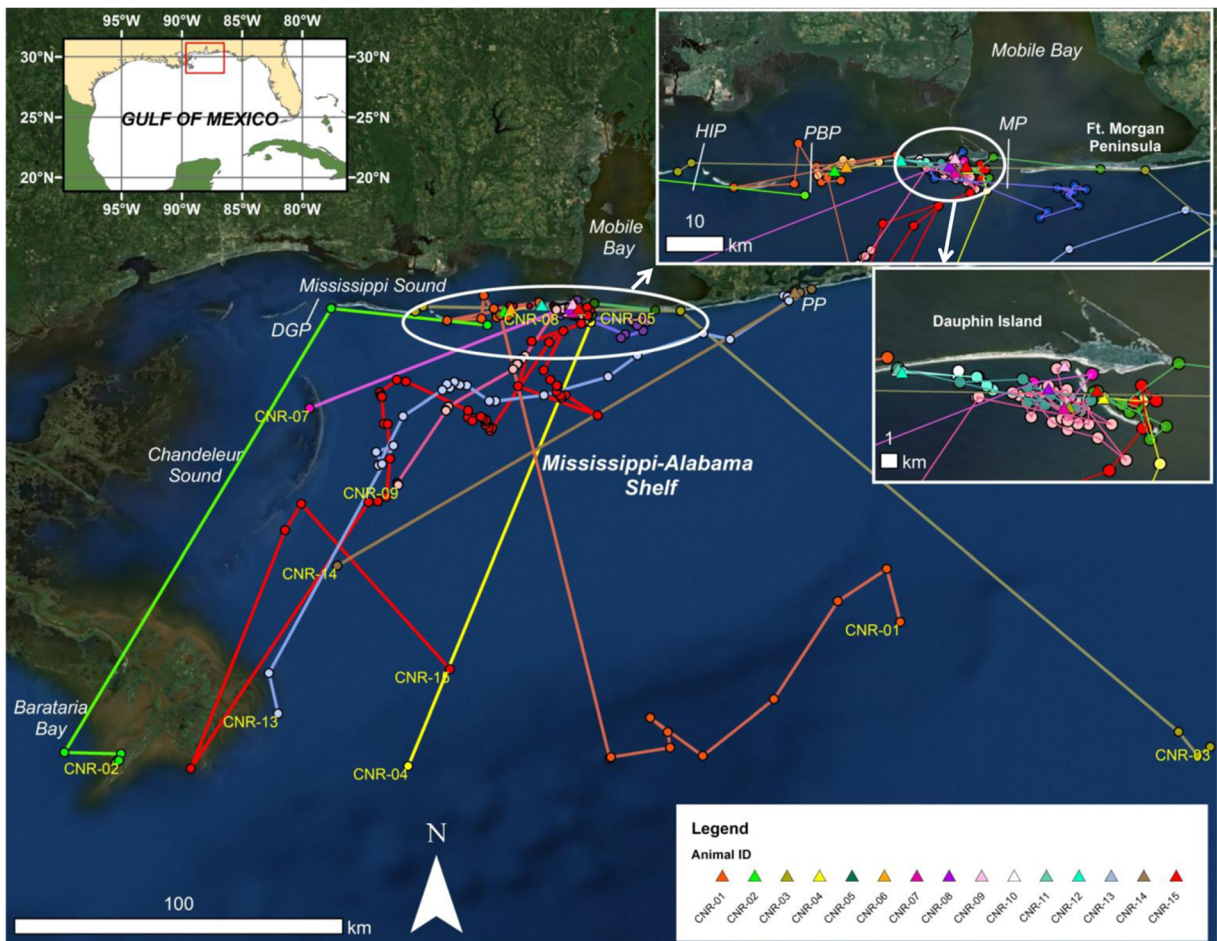 95°W 90°W 85°W 80°W
30°N 30°N
25°N 25°N
20°N 20°N
GULF OF MEXICO
95°W 90°W 85°W 80°W
Mobile Bay
HIP
PBP
MP
Ft. Morgan
Peninsula
10
km
Mobile
Bay
Mississippi Sound
DGP
CNR-08
CNR-05
PP
Dauphin Island
1
km
CNR-07
Chandeleur
Sound
Mississippi-Alabama
Shelf
CNR-09
CNR-14
CNR-01
CNR-15
Barataria
Bay
CNR-13
CNR-02
CNR-04
CNR-03
N
100
km
Legend
Animal ID
CNR-01
CNR-02
CNR-03
CNR-04
CNR-05
CNR-06
CNR-07
CNR-08
CNR-09
CNR-10
CNR-11
CNR-12
CNR-13
CNR-14
CNR-15